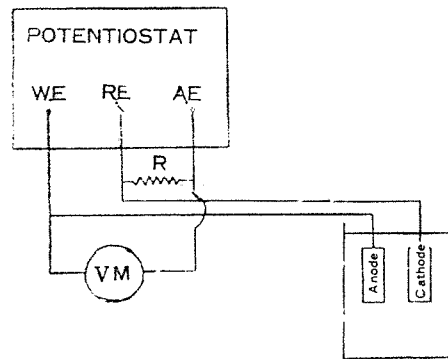 POTENTIOSTAT
WE RE AE
R
VM
Anode
Cathode